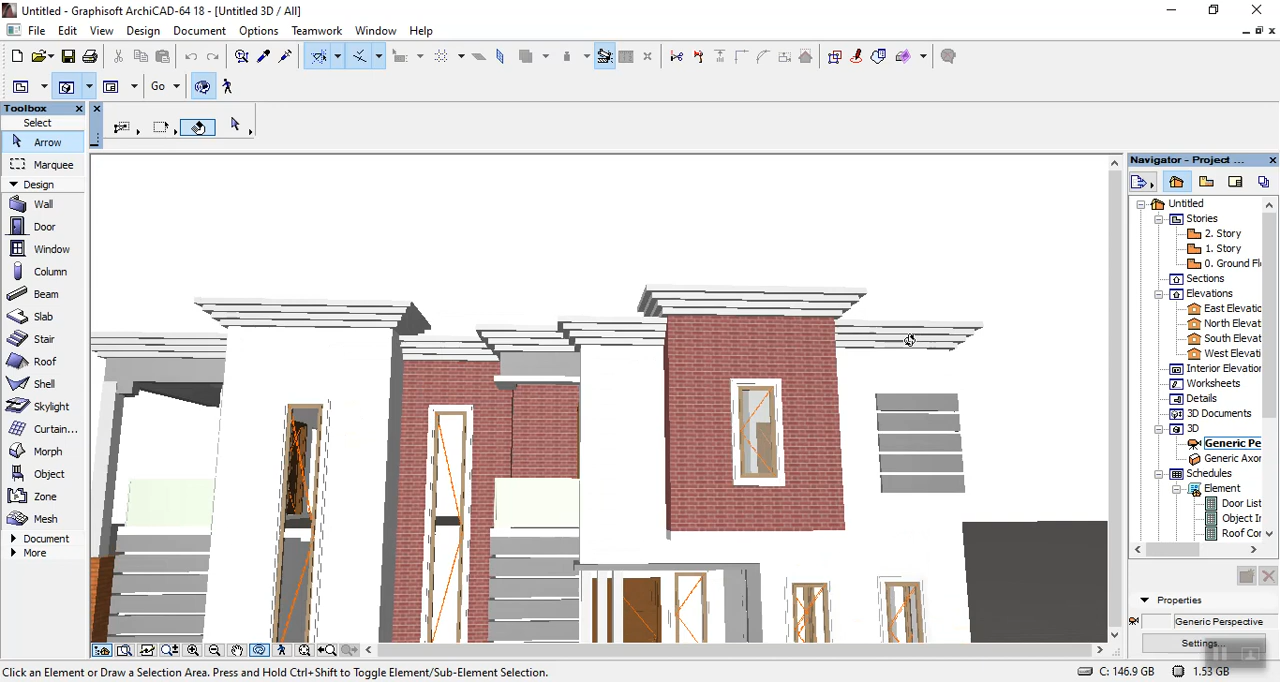 Untitled - Graphisoft ArchiCAD-64 18 - [Untitled 3D / All]
File Edit View Design Document Options Teamwork Window Help
Go
Toolbox
Select
Arrow
Marquee
Design
Wall
Door
Window
Column
Beam
Slab
Stair
Roof
Shell
Skylight
Curtain...
Morph
Object
Zone
Mesh
Document
More
Navigator - Project ...
Untitled
Stories
2. Story
1. Story
0. Ground Fl
Sections
Elevations
East Elevatio
North Elevat
South Elevat
West Elevati
Interior Elevation
Worksheets
Details
3D Documents
3D
Generic Pe
Generic Axor
Schedules
Element
Door List
Object I
Roof Cor
Properties
Generic Perspective
Settings...
Click an Element or Draw a Selection Area. Press and Hold Ctrl+Shift to Toggle Element/Sub-Element Selection.
C: 146.9 GB
1.53 GB